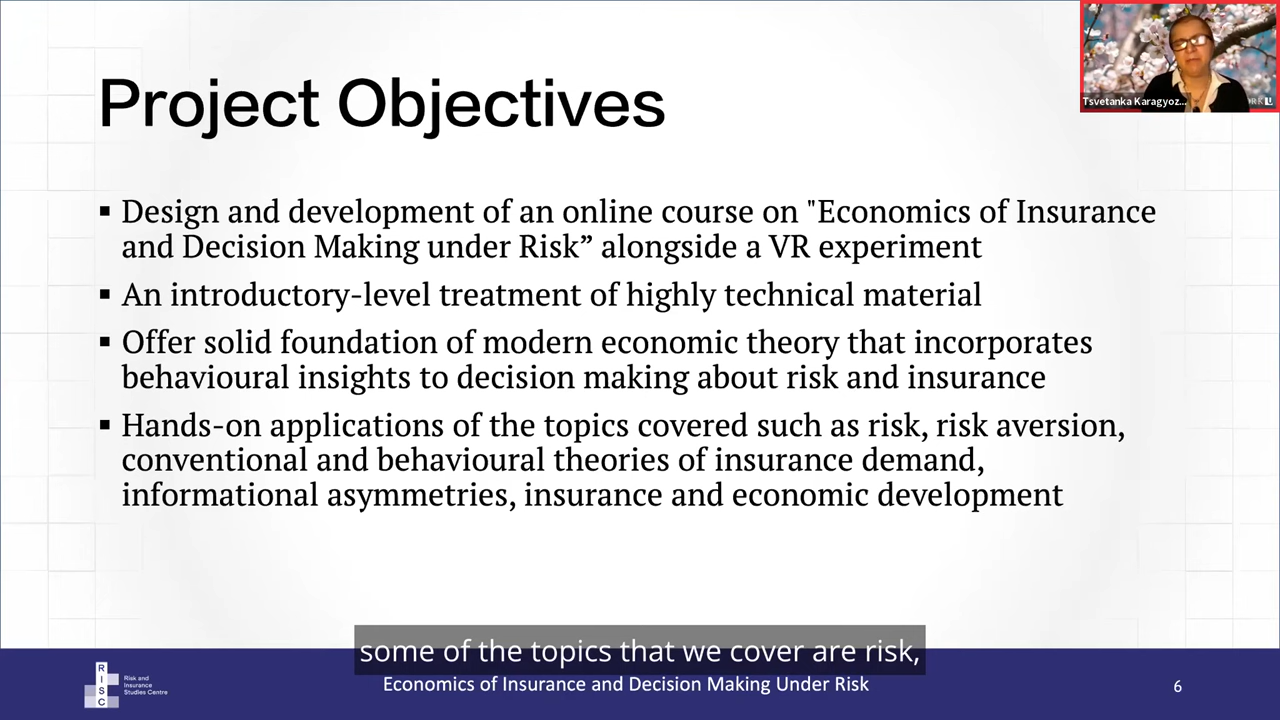 Project Objectives
Tsvetanka Karagyoz...
▪ Design and development of an online course on "Economics of Insurance
and Decision Making under Risk” alongside a VR experiment
▪ An introductory-level treatment of highly technical material
▪ Offer solid foundation of modern economic theory that incorporates
behavioural insights to decision making about risk and insurance
▪ Hands-on applications of the topics covered such as risk, risk aversion,
conventional and behavioural theories of insurance demand,
informational asymmetries, insurance and economic development
some of the topics that we cover are risk,
RISC
Risk and
Insurance
Studies Centre
Economics of Insurance and Decision Making Under Risk
6